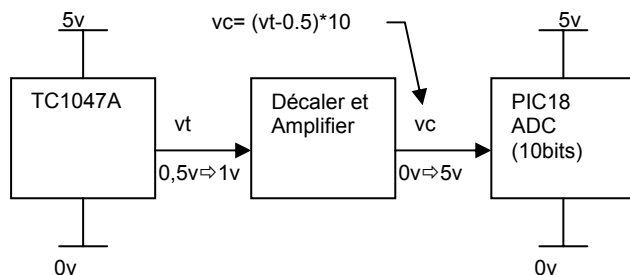 5v
vc= (vt-0.5)*10
5v
TC1047A
vt
0,5v⇨1v
Décaler et
Amplifier
vc
0v⇨5v
PIC18
ADC
(10bits)
0v
0v